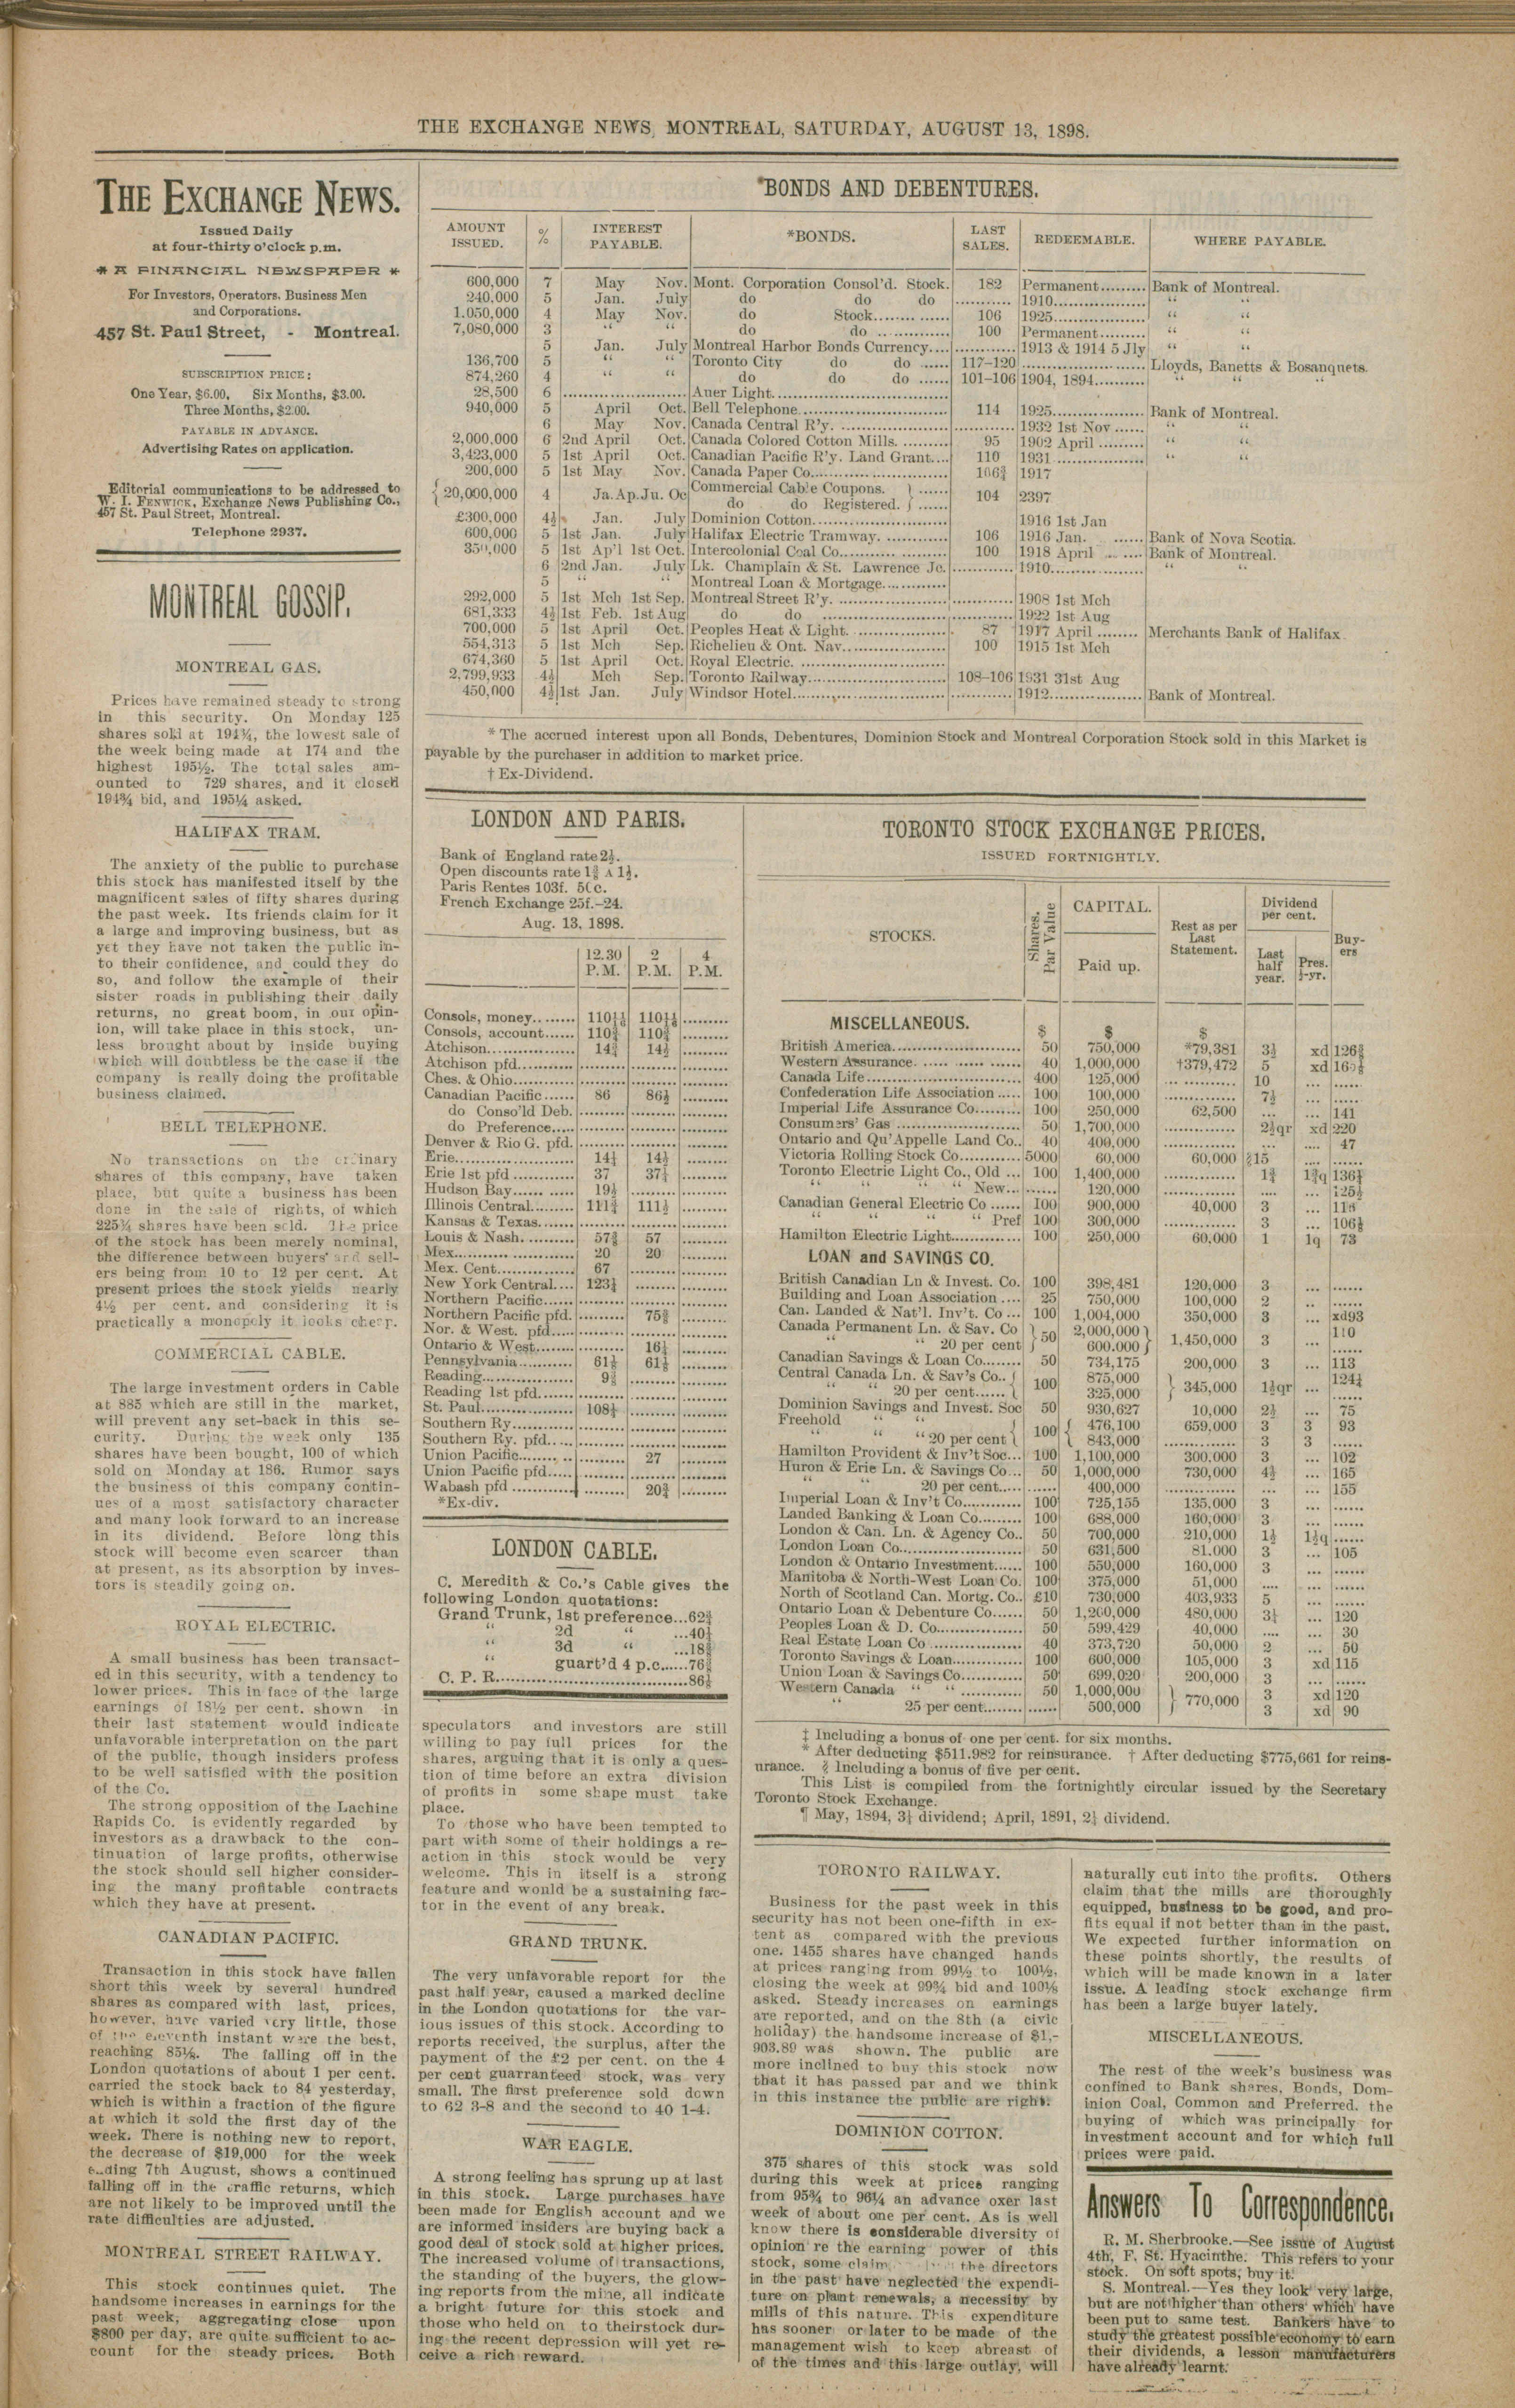 THE EXCHANGE NEWS, MONTREAL, SATURDAY, AUGUST 13, 1898.
THE EXCHANGE NEWS.
Issued Daily
at four-thirty o'clock p.m.
* A FINANCIAL NEWSPAPER *
For Investors, Operators, Business Men
and Corporations.
457 St. Paul Street, - Montreal.
SUBSCRIPTION PRICE:
One Year, $6.00. Six Months, $3.00.
Three Months, $2.00.
PAYABLE IN ADVANCE.
Advertising Rates on application.
Editorial communications to be addressed to
W. I. FENWICK, Exchange News Publishing Co.,
457 St. Paul Street, Montreal.
Telephone 2937.
MONTREAL GOSSIP.
MONTREAL GAS.
Prices have remained steady to strong
in this security. On Monday 125
shares sold at 194¾, the lowest sale of
the week being made at 174 and the
highest 195½. The total sales am-
ounted to 729 shares, and it closed
194¾ bid, and 195¼ asked.
HALIFAX TRAM.
The anxiety of the public to purchase
this stock has manifested itself by the
magnificent sales of fifty shares during
the past week. Its friends claim for it
a large and improving business, but as
yet they have not taken the public in-
to their confidence, and could they do
so, and follow the example of their
sister roads in publishing their daily
returns, no great boom, in our opin-
ion, will take place in this stock, un-
less brought about by inside buying
which will doubtless be the case if the
company is really doing the profitable
business claimed.
BELL TELEPHONE.
No transactions on the ordinary
shares of this company, have taken
place, but quite a business has been
done in the sale of rights, of which
225¾ shares have been sold. The price
of the stock has been merely nominal,
the difference between buyers' and sell-
ers being from 10 to 12 per cent. At
present prices the stock yields nearly
4½ per cent. and considering it is
practically a monopoly it looks cheap.
COMMERCIAL CABLE.
The large investment orders in Cable
at 885 which are still in the market,
will prevent any set-back in this se-
curity. During the week only 135
shares have been bought, 100 of which
sold on Monday at 186. Rumor says
the business of this company contin-
ues of a most satisfactory character
and many look forward to an increase
in its dividend. Before long this
stock will become even scarcer than
at present, as its absorption by inves-
tors is steadily going on.
ROYAL ELECTRIC.
A small business has been transact-
ed in this security, with a tendency to
lower prices. This in face of the large
earnings of 18½ per cent. shown in
their last statement would indicate
unfavorable interpretation on the part
of the public, though insiders profess
to be well satisfied with the position
of the Co.
The strong opposition of the Lachine
Rapids Co. is evidently regarded by
investors as a drawback to the con-
tinuation of large profits, otherwise
the stock should sell higher consider-
ing the many profitable contracts
which they have at present.
CANADIAN PACIFIC.
Transaction in this stock have fallen
short this week by several hundred
shares as compared with last, prices,
however, have varied very little, those
of the eleventh instant were the best,
reaching 85⅛. The falling off in the
London quotations of about 1 per cent.
carried the stock back to 84 yesterday,
which is within a fraction of the figure
at which it sold the first day of the
week. There is nothing new to report,
the decrease of $19,000 for the week
ending 7th August, shows a continued
falling off in the traffic returns, which
are not likely to be improved until the
rate difficulties are adjusted.
MONTREAL STREET RAILWAY.
This stock continues quiet. The
handsome increases in earnings for the
past week, aggregating close upon
$800 per day, are quite sufficient to ac-
count for the steady prices. Both
BONDS AND DEBENTURES.
AMOUNT ISSUED. % INTEREST PAYABLE. *BONDS. LAST SALES. REDEEMABLE. WHERE PAYABLE.
600,000 7 May Nov. Mont. Corporation Consol'd. Stock. 182 Permanent......... Bank of Montreal.
240,000 5 Jan. July do do do ........... 1910.................. " "
1.050,000 4 May Nov. do Stock.............. 106 1925.................. " "
7,080,000 3 " " do do ............. 100 Permanent......... " "
5 Jan. July Montreal Harbor Bonds Currency.... ............ 1913 & 1914 5 Jly " "
136,700 5 " " Toronto City do do ...... 117-120 ........................ Lloyds, Banetts & Bosanquets.
874,260 4 " " do do do ...... 101-106 1904, 1894.......... " " "
28,500 6 ........................ Auer Light.................................
940,000 5 April Oct. Bell Telephone............................ 114 1925.................. Bank of Montreal.
6 May Nov. Canada Central R'y. ..................... ............ 1932 1st Nov ...... " "
2,000,000 6 2nd April Oct. Canada Colored Cotton Mills. ......... 95 1902 April ......... " "
3,423,000 5 1st April Oct. Canadian Pacific R'y. Land Grant.... 110 1931 ................. " "
200,000 5 1st May Nov. Canada Paper Co........................... 106¾ 1917
{ 20,000,000 4 Ja. Ap. Ju. Oc Commercial Cable Coupons. } ...... 104 2397
do do Registered. } ......
£300,000 4½ Jan. July Dominion Cotton.......................... 1916 1st Jan
600,000 5 1st Jan. July Halifax Electric Tramway. ............ 106 1916 Jan. ...... Bank of Nova Scotia.
350,000 5 1st Ap'l 1st Oct. Intercolonial Coal Co.................... 100 1918 April ...... Bank of Montreal.
6 2nd Jan. July Lk. Champlain & St. Lawrence Jc. ............ 1910.................. " "
5 " " Montreal Loan & Mortgage............
292,000 5 1st Mch 1st Sep. Montreal Street R'y. ..................... ............ 1908 1st Mch
681,333 4½ 1st Feb. 1st Aug do do ........................ ............ 1922 1st Aug
700,000 5 1st April Oct. Peoples Heat & Light. .................. 87 1917 April ........ Merchants Bank of Halifax.
554,313 5 1st Mch Sep. Richelieu & Ont. Nav..................... 100 1915 1st Mch
674,360 5 1st April Oct. Royal Electric. ............................
2,799,933 4½ Mch Sep. Toronto Railway........................... 108-106 1931 31st Aug
450,000 4½ 1st Jan. July Windsor Hotel.............................. ............ 1912.................. Bank of Montreal.
* The accrued interest upon all Bonds, Debentures, Dominion Stock and Montreal Corporation Stock sold in this Market is
payable by the purchaser in addition to market price.
† Ex-Dividend.
LONDON AND PARIS.
Bank of England rate 2½.
Open discounts rate 1⅜ A 1½.
Paris Rentes 103f. 50c.
French Exchange 25f.-24.
Aug. 13, 1898.
12.30 P.M. 2 P.M. 4 P.M.
Consols, money......... 110 11/16 110 11/16 .........
Consols, account...... 110¾ 110¾ .........
Atchison................ 14¼ 14½ .........
Atchison pfd...........
Ches. & Ohio............
Canadian Pacific...... 86 86½ .........
do Conso'ld Deb.
do Preference.....
Denver & Rio G. pfd.
Erie...................... 14¼ 14½ ........
Erie 1st pfd ............ 37 37¼ .........
Hudson Bay...... ...... 19½
Illinois Central......... 111¾ 111½ .........
Kansas & Texas.......
Louis & Nash.......... 57⅜ 57 .........
Mex...................... 20 20 .........
Mex. Cent.............. 67
New York Central.... 123½
Northern Pacific......
Northern Pacific pfd. ......... 75⅜ .........
Nor. & West. pfd.....
Ontario & West........ 16¼ .........
Pennsylvania........... 61½ 61½ .........
Reading................. 9⅜
Reading 1st pfd.......
St. Paul.................. 108¼
Southern Ry............
Southern Ry. pfd.....
Union Pacific........... 27 .........
Union Pacific pfd.....
Wabash pfd ............ ........ 20¾ .........
*Ex-div.
LONDON CABLE.
C. Meredith & Co.'s Cable gives the
following London quotations:
Grand Trunk, 1st preference...62⅜
" 2d " ...40¼
" 3d " ...18⅜
" guart'd 4 p.c......76⅜
C. P. R.........................................86½
speculators and investors are still
willing to pay full prices for the
shares, arguing that it is only a ques-
tion of time before an extra division
of profits in some shape must take
place.
To those who have been tempted to
part with some of their holdings a re-
action in this stock would be very
welcome. This in itself is a strong
feature and would be a sustaining fac-
tor in the event of any break.
GRAND TRUNK.
The very unfavorable report for the
past half year, caused a marked decline
in the London quotations for the var-
ious issues of this stock. According to
reports received, the surplus, after the
payment of the £2 per cent. on the 4
per cent guarranteed stock, was very
small. The first preference sold down
to 62 3-8 and the second to 40 1-4.
WAR EAGLE.
A strong feeling has sprung up at last
in this stock. Large purchases have
been made for English account and we
are informed insiders are buying back a
good deal of stock sold at higher prices.
The increased volume of transactions,
the standing of the buyers, the glow-
ing reports from the mine, all indicate
a bright future for this stock and
those who held on to theirstock dur-
ing the recent depression will yet re-
ceive a rich reward.
TORONTO STOCK EXCHANGE PRICES.
ISSUED FORTNIGHTLY.
STOCKS. Shares. Par Value CAPITAL. Paid up. Rest as per Last Statement. Dividend per cent. Last half year. Pres. ½-yr. Buy-ers
MISCELLANEOUS. $ $ $
British America.......................... 50 750,000 *79,381 3½ xd 126⅜
Western Assurance...................... 40 1,000,000 †379,472 5 xd
Canada Life.............................. 400 125,000 ............ 10 ... ......
Confederation Life Association ..... 100 100,000 ............ 7½ ... ......
Imperial Life Assurance Co.......... 100 250,000 62,500 ... ... 141
Consumers' Gas ........................ 50 1,700,000 ............ 2½qr xd 220
Ontario and Qu'Appelle Land Co.. 40 400,000 ............ .... .... 47
Victoria Rolling Stock Co............ 5000 60,000 60,000 §15 .... ......
Toronto Electric Light Co., Old ... 100 1,400,000 ............ 1¾ 1¾q 136¼
" " " " New... ...... 120,000 ............ .... ... 125½
Canadian General Electric Co ...... 100 900,000 40,000 3 ...
" " " " Pref 100 300,000 ............ 3 ... 106½
Hamilton Electric Light.............. 100 250,000 60,000 1 1q 73
LOAN and SAVINGS CO.
British Canadian Ln & Invest. Co. 100 398,481 120,000 3 ... ......
Building and Loan Association .... 25 750,000 100,000 2 .. ......
Can. Landed & Nat'l. Inv't. Co ... 100 1,004,000 350,000 3 ... xd93
Canada Permanent Ln. & Sav. Co } 50 2,000,000 } 1,450,000 3 ... 110
" " 20 per cent } 600.000 } ......
Canadian Savings & Loan Co........ 50 734,175 200,000 3 ... 113
Central Canada Ln. & Sav's Co.. { 100 875,000 } 345,000 1½qr ... 124¼
" " 20 per cent...... { 325,000 } ......
Dominion Savings and Invest. Soc 50 930,627 10,000 2½ ... 75
Freehold " " { 100 { 476,100 659,000 3 3 93
" " " 20 per cent { { 843,000 ............ 3 3 ......
Hamilton Provident & Inv't Soc... 100 1,100,000 300,000 3 ... 102
Huron & Erie Ln. & Savings Co... 50 1,000,000 730,000 4½ ... 165
" " 20 per cent..... ...... 400,000 ............ ... ... 155
Imperial Loan & Inv't Co............ 100 725,155 135,000 3 ... ......
Landed Banking & Loan Co......... 100 688,000 160,000 3 ... ......
London & Can. Ln. & Agency Co.. 50 700,000 210,000 1½ 1½q ......
London Loan Co........................ 50 631,500 81.000 3 ... 105
London & Ontario Investment...... 100 550,000 160,000 3 ... ......
Manitoba & North-West Loan Co. 100 375,000 51,000 .... ... ......
North of Scotland Can. Mortg. Co.. £10 730,000 403,933 5 ... ......
Ontario Loan & Debenture Co...... 50 1,200,000 480,000 3½ ... 120
Peoples Loan & D. Co................ 50 599,429 40,000 .... ... 30
Real Estate Loan Co .................. 40 373,720 50,000 2 ... 50
Toronto Savings & Loan.............. 100 600,000 105,000 3 xd 115
Union Loan & Savings Co............ 50 699,020 200,000 3 ... ......
Western Canada " " ............ 50 1,000,000 } 770,000 3 xd 120
" 25 per cent........ ...... 500,000 } 3 xd 90
‡ Including a bonus of one per cent. for six months.
* After deducting $511.982 for reinsurance. † After deducting $775,661 for reins-
urance. § Including a bonus of five per cent.
This List is compiled from the fortnightly circular issued by the Secretary
Toronto Stock Exchange.
¶ May, 1894, 3½ dividend; April, 1891, 2½ dividend.
TORONTO RAILWAY.
Business for the past week in this
security has not been one-fifth in ex-
tent as compared with the previous
one. 1455 shares have changed hands
at prices ranging from 99½ to 100½,
closing the week at 99¾ bid and 100⅛
asked. Steady increases on earnings
are reported, and on the 8th (a civic
holiday) the handsome increase of $1,-
903.89 was shown. The public are
more inclined to buy this stock now
that it has passed par and we think
in this instance the public are right.
DOMINION COTTON.
375 shares of this stock was sold
during this week at prices ranging
from 95¾ to 96¼ an advance oxer last
week of about one per cent. As is well
know there is considerable diversity of
opinion re the earning power of this
stock, some claim the directors
in the past have neglected the expendi-
ture on plant renewals, a necessity by
mills of this nature. This expenditure
has sooner or later to be made of the
management wish to keep abreast of
of the times and this large outlay, will
naturally cut into the profits. Others
claim that the mills are thoroughly
equipped, business to be good, and pro-
fits equal if not better than in the past.
We expected further information on
these points shortly, the results of
which will be made known in a later
issue. A leading stock exchange firm
has been a large buyer lately.
MISCELLANEOUS.
The rest of the week's business was
confined to Bank shares, Bonds, Dom-
inion Coal, Common and Preferred. the
buying of which was principally for
investment account and for which full
prices were paid.
Answers To Correspondence.
R. M. Sherbrooke.—See issue of August
4th, F. St. Hyacinthe. This refers to your
stock. On soft spots, buy it.
S. Montreal.—Yes they look very large,
but are not higher than others which have
been put to same test. Bankers have to
study the greatest possible economy to earn
their dividends, a lesson manufacturers
have already learnt.